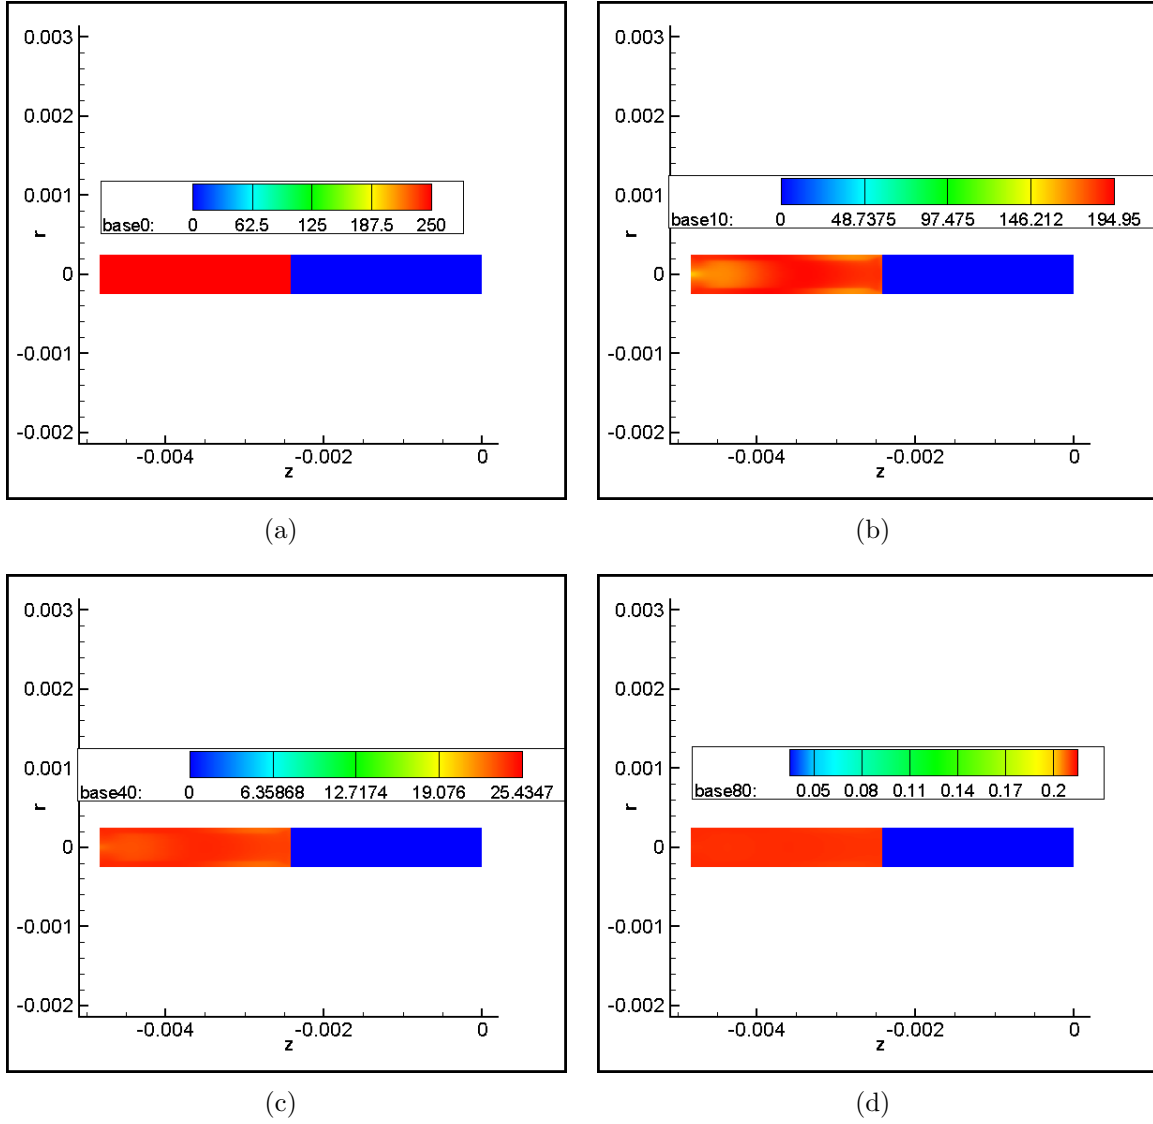 0.003
0.002
0.001
base0: 0 62.5 125 187.5 250
r
0
-0.001
-0.002
-0.004 -0.002 0
z
(a)
0.003
0.002
0.001
base10: 0 48.7375 97.475 146.212 194.95
r
0
-0.001
-0.002
-0.004 -0.002 0
z
(b)
0.003
0.002
0.001
base40: 0 6.35868 12.7174 19.076 25.4347
r
0
-0.001
-0.002
-0.004 -0.002 0
z
(c)
0.003
0.002
0.001
base80: 0.05 0.08 0.11 0.14 0.17 0.2
r
0
-0.001
-0.002
-0.004 -0.002 0
z
(d)